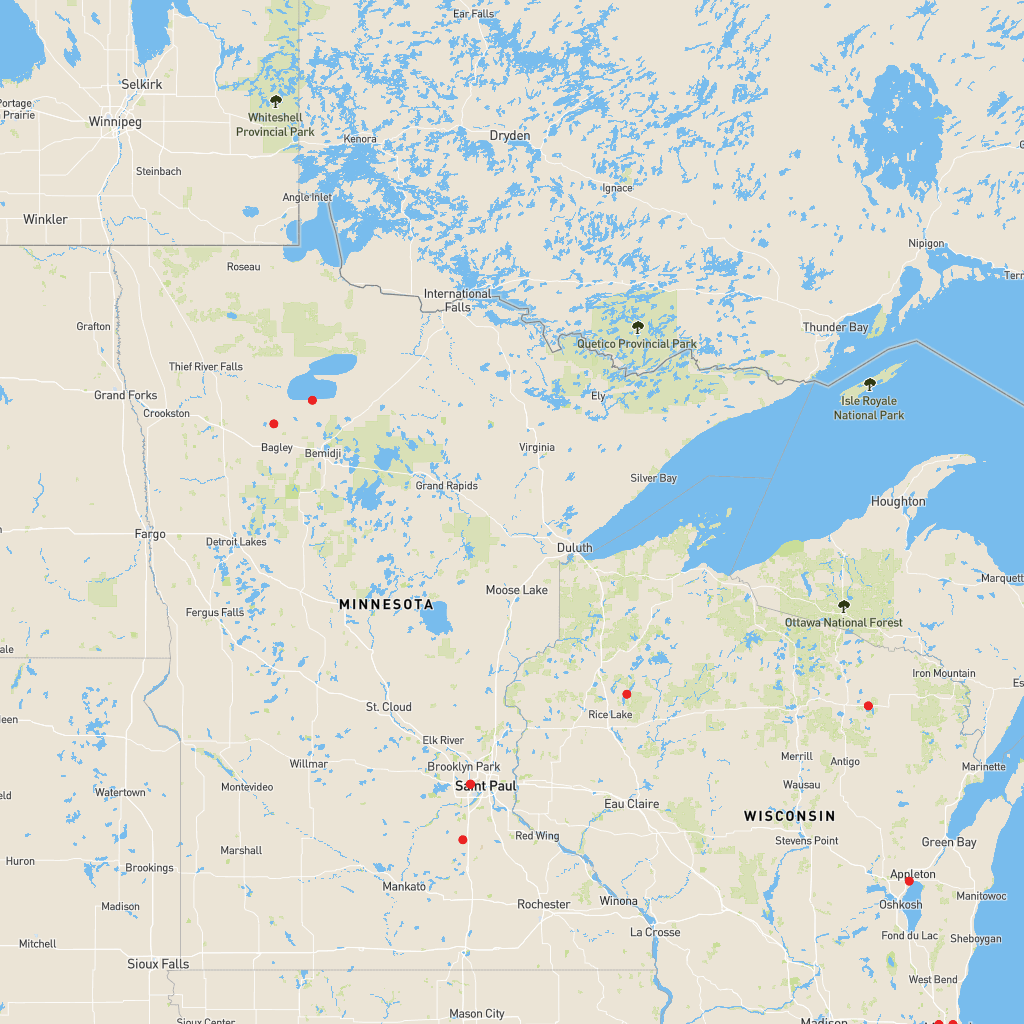 Ear Falls
Selkirk
Portage
Prairie
Winnipeg
Whiteshell
Provincial Park
Kenora
Dryden
Steinbach
Ignace
Angle Inlet
Winkler
Nipigon
Roseau
International
Falls
Grafton
Thunder Bay
Quetico Provincial Park
Thief River Falls
Grand Forks
Ely
Isle Royale
National Park
Crookston
Bagley
Bemidji
Virginia
Grand Rapids
Silver Bay
Houghton
Fargo
Detroit Lakes
Duluth
Marquett
Moose Lake
MINNESOTA
Fergus Falls
Ottawa National Forest
ale
Iron Mountain
Es
St. Cloud
Rice Lake
een
Elk River
Brooklyn Park
Willmar
Saint Paul
Merrill
Antigo
Marinette
Watertown
Montevideo
Wausau
eld
Eau Claire
WISCONSIN
Red Wing
Stevens Point
Green Bay
Marshall
Huron
Brookings
Mankato
Appleton
Manitowoc
Madison
Rochester
Winona
Oshkosh
La Crosse
Fond du Lac
Sheboygan
Mitchell
Sioux Falls
West Bend
Mason City
Sioux Center
Madison